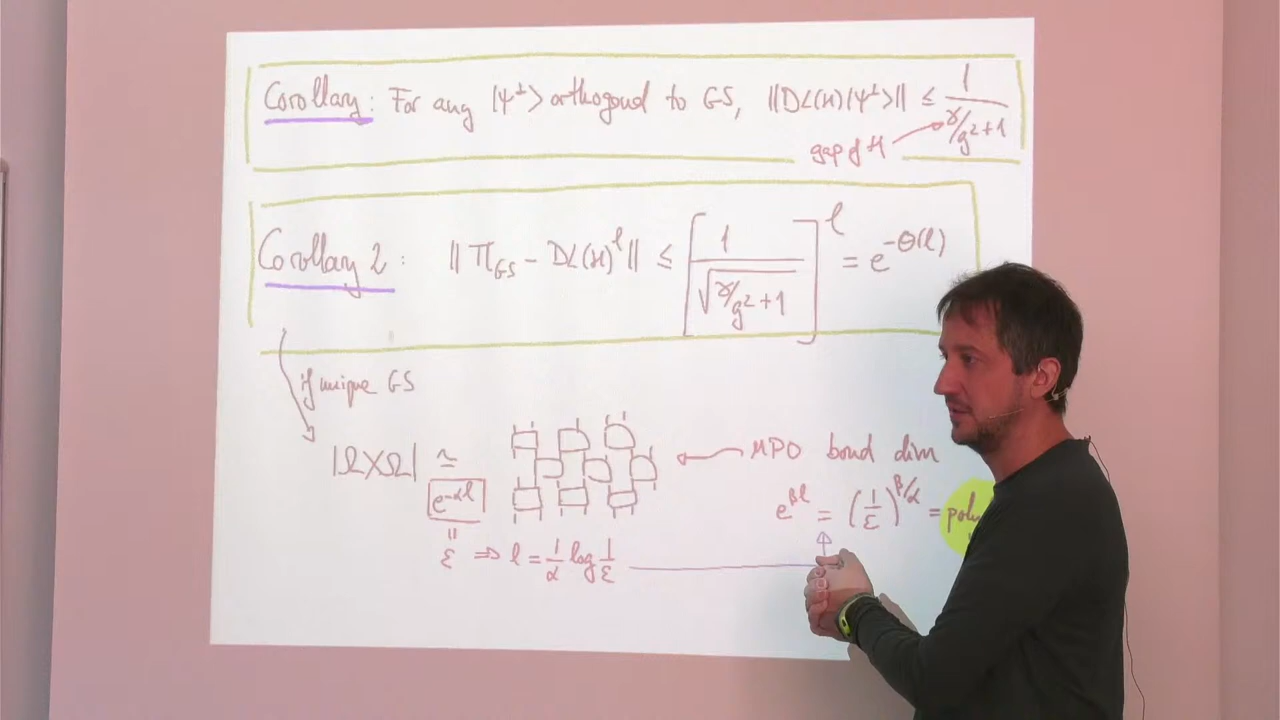 Corollary: For any |ψ^⊥> orthogonal to GS, ||DL(H)|ψ^⊥>|| ≤ 1/(γ/g²+1)
gap of H
Corollary 2: || Π_GS - DL(H)^l || ≤ [1/√(γ/g²+1)]^l = e^{-Θ(l)}
if unique GS
|Ω><Ω| ≃ MPO bond dim
e^{-αl}
e^{βl} = (1/ε)^{β/α} = poly
ε ⇒ l = 1/α log 1/ε